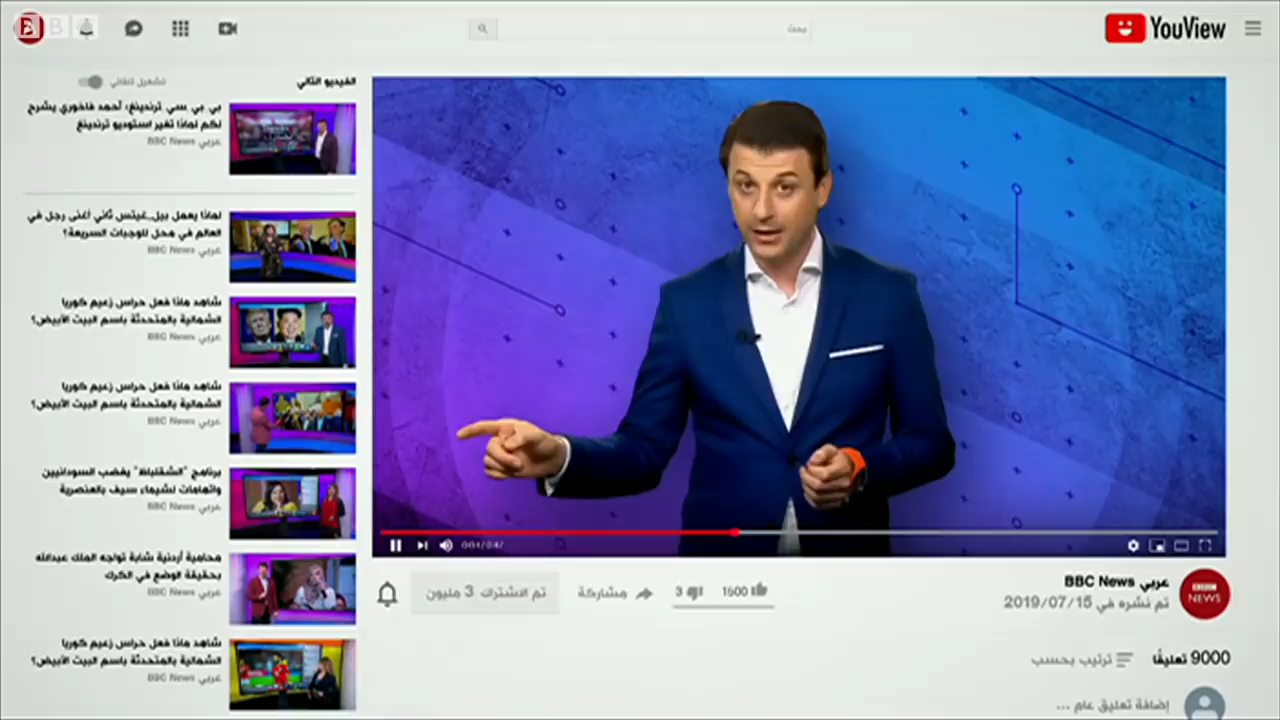 YouView
بحث
الفيديو التالي
تشغيل تلقائي
بي بي سي ترندينغ: أحمد فاخوري يشرح
لكم لماذا تغير استوديو ترندينغ
عربي BBC News
لماذا يعمل بيل غيتس ثاني أغنى رجل في
العالم في محل للوجبات السريعة؟
عربي BBC News
شاهد ماذا فعل حراس زعيم كوريا
الشمالية بالمتحدثة باسم البيت الأبيض؟
عربي BBC News
شاهد ماذا فعل حراس زعيم كوريا
الشمالية بالمتحدثة باسم البيت الأبيض؟
عربي BBC News
برنامج "الشقلباظ" يغضب السودانيين
واتهامات لشيماء سيف بالعنصرية
عربي BBC News
محامية أردنية شابة تواجه الملك عبدالله
بحقيقة الوضع في الكرك
عربي BBC News
شاهد ماذا فعل حراس زعيم كوريا
الشمالية بالمتحدثة باسم البيت الأبيض؟
عربي BBC News
BBC
NEWS
عربي BBC News
تم نشره في 2019/07/15
1500
3
مشاركة
تم الاشتراك 3 مليون
9000 تعليقًا
ترتيب بحسب
إضافة تعليق عام ...